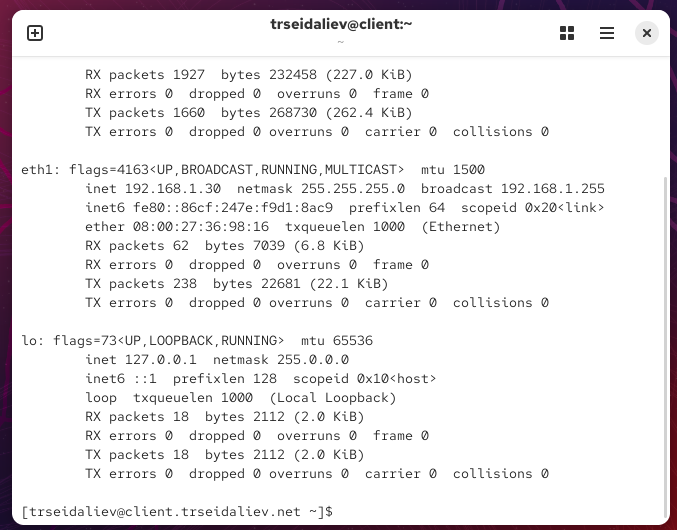 trseidaliev@client:~
~
RX packets 1927  bytes 232458 (227.0 KiB)
RX errors 0  dropped 0  overruns 0  frame 0
TX packets 1660  bytes 268730 (262.4 KiB)
TX errors 0  dropped 0 overruns 0  carrier 0  collisions 0
eth1: flags=4163<UP,BROADCAST,RUNNING,MULTICAST>  mtu 1500
inet 192.168.1.30  netmask 255.255.255.0  broadcast 192.168.1.255
inet6 fe80::86cf:247e:f9d1:8ac9  prefixlen 64  scopeid 0x20<link>
ether 08:00:27:36:98:16  txqueuelen 1000  (Ethernet)
RX packets 62  bytes 7039 (6.8 KiB)
RX errors 0  dropped 0  overruns 0  frame 0
TX packets 238  bytes 22681 (22.1 KiB)
TX errors 0  dropped 0 overruns 0  carrier 0  collisions 0
lo: flags=73<UP,LOOPBACK,RUNNING>  mtu 65536
inet 127.0.0.1  netmask 255.0.0.0
inet6 ::1  prefixlen 128  scopeid 0x10<host>
loop  txqueuelen 1000  (Local Loopback)
RX packets 18  bytes 2112 (2.0 KiB)
RX errors 0  dropped 0  overruns 0  frame 0
TX packets 18  bytes 2112 (2.0 KiB)
TX errors 0  dropped 0 overruns 0  carrier 0  collisions 0
[trseidaliev@client.trseidaliev.net ~]$